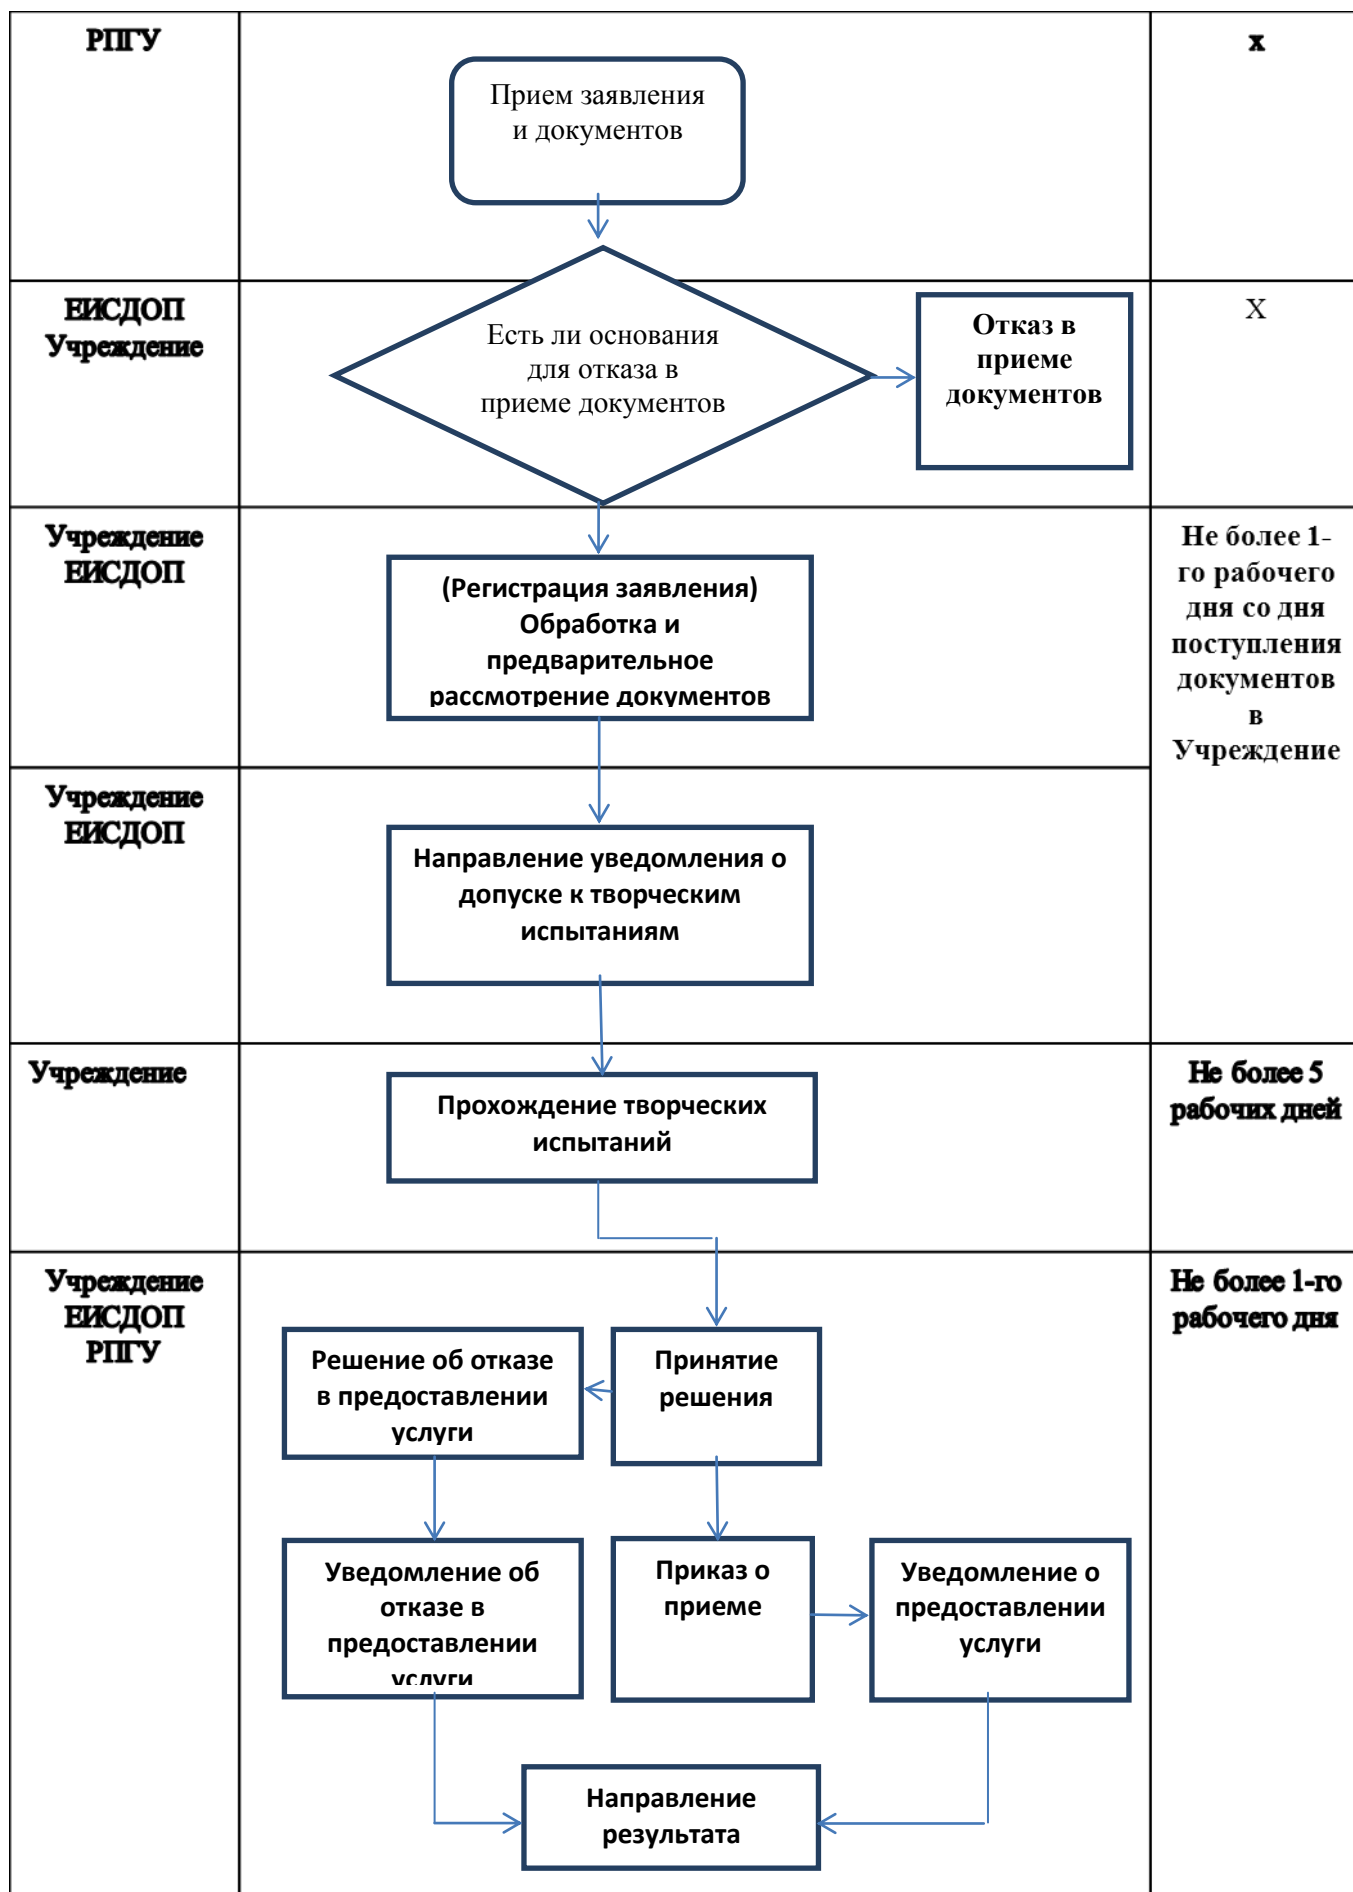 РПГУ
Прием заявления
и документов
x
ЕИСДОП
Учреждение
Есть ли основания
для отказа в
приеме документов
Отказ в
приеме
документов
X
Учреждение
ЕИСДОП
(Регистрация заявления)
Обработка и
предварительное
рассмотрение документов
Не более 1-
го рабочего
дня со дня
поступления
документов
в
Учреждение
Учреждение
ЕИСДОП
Направление уведомления о
допуске к творческим
испытаниям
Учреждение
Прохождение творческих
испытаний
Не более 5
рабочих дней
Учреждение
ЕИСДОП
РПГУ
Решение об отказе
в предоставлении
услуги
Принятие
решения
Не более 1-го
рабочего дня
Уведомление об
отказе в
предоставлении
услуги
Приказ о
приеме
Уведомление о
предоставлении
услуги
Направление
результата